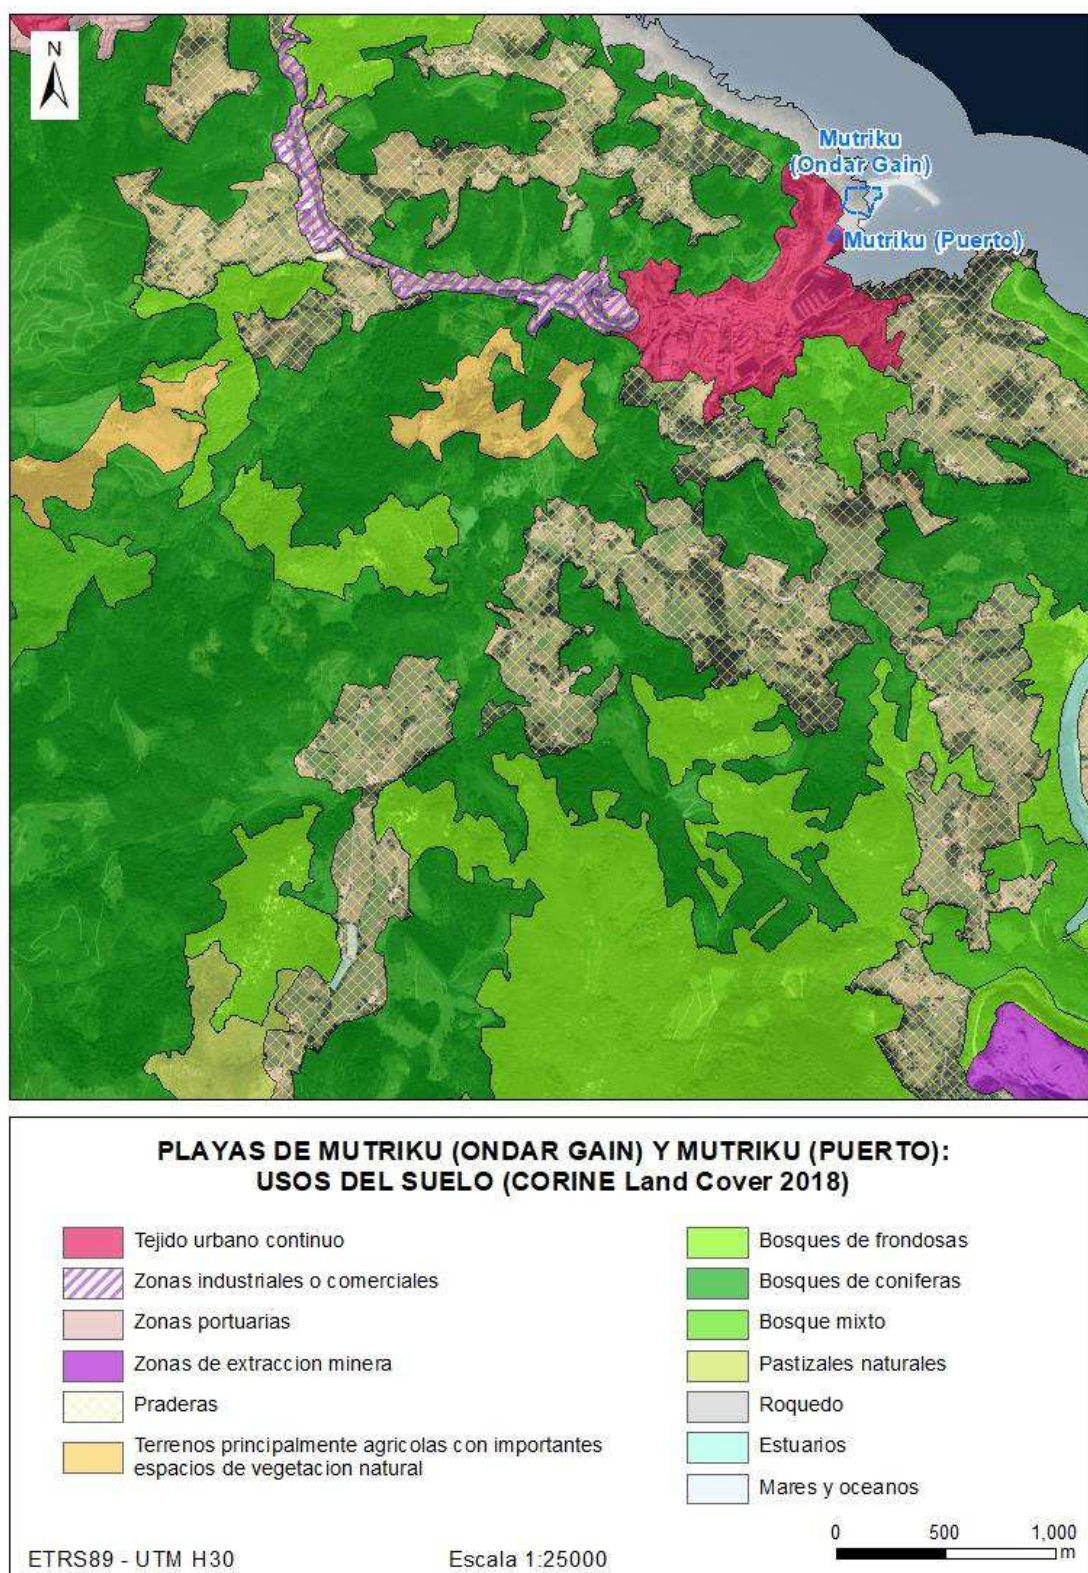 N
Mutriku
(Ondar Gain)
Mutriku (Puerto)
PLAYAS DE MUTRIKU (ONDAR GAIN) Y MUTRIKU (PUERTO):
USOS DEL SUELO (CORINE Land Cover 2018)
Tejido urbano continuo
Zonas industriales o comerciales
Zonas portuarias
Zonas de extraccion minera
Praderas
Terrenos principalmente agricolas con importantes
espacios de vegetacion natural
Bosques de frondosas
Bosques de coniferas
Bosque mixto
Pastizales naturales
Roquedo
Estuarios
Mares y oceanos
0 500 1,000
m
ETRS89 - UTM H30
Escala 1:25000